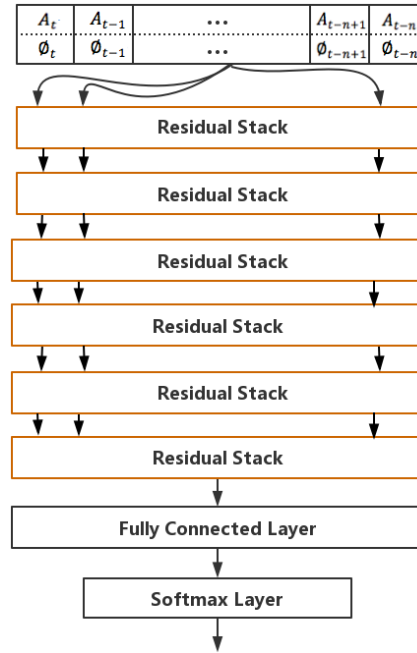 A_t A_{t-1} ... A_{t-n+1} A_{t-n}
∅_t ∅_{t-1} ... ∅_{t-n+1} ∅_{t-n}
Residual Stack
Residual Stack
Residual Stack
Residual Stack
Residual Stack
Residual Stack
Fully Connected Layer
Softmax Layer